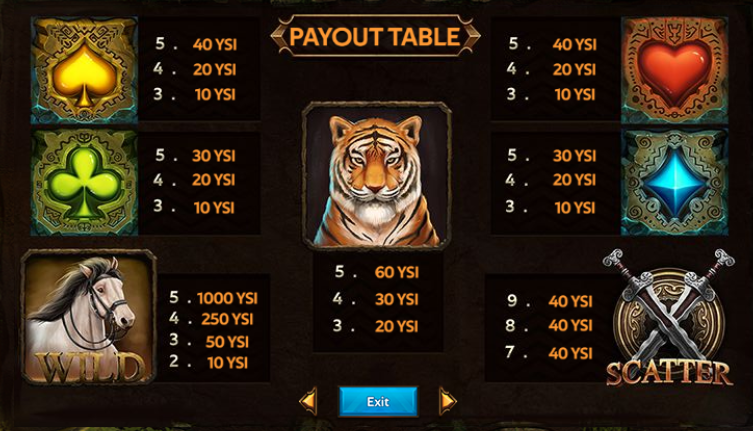 PAYOUT TABLE
5 . 40 YSI
4 . 20 YSI
3 . 10 YSI
5 . 40 YSI
4 . 20 YSI
3 . 10 YSI
5 . 30 YSI
4 . 20 YSI
3 . 10 YSI
5 . 30 YSI
4 . 20 YSI
3 . 10 YSI
WILD
5 . 1000 YSI
4 . 250 YSI
3 . 50 YSI
2 . 10 YSI
5 . 60 YSI
4 . 30 YSI
3 . 20 YSI
9 . 40 YSI
8 . 40 YSI
7 . 40 YSI
SCATTER
Exit